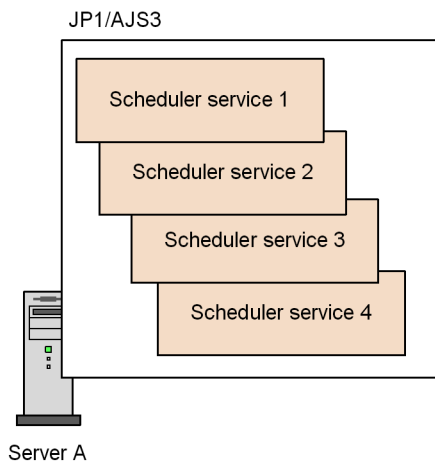 JP1/AJS3
Scheduler service 1
Scheduler service 2
Scheduler service 3
Scheduler service 4
Server A